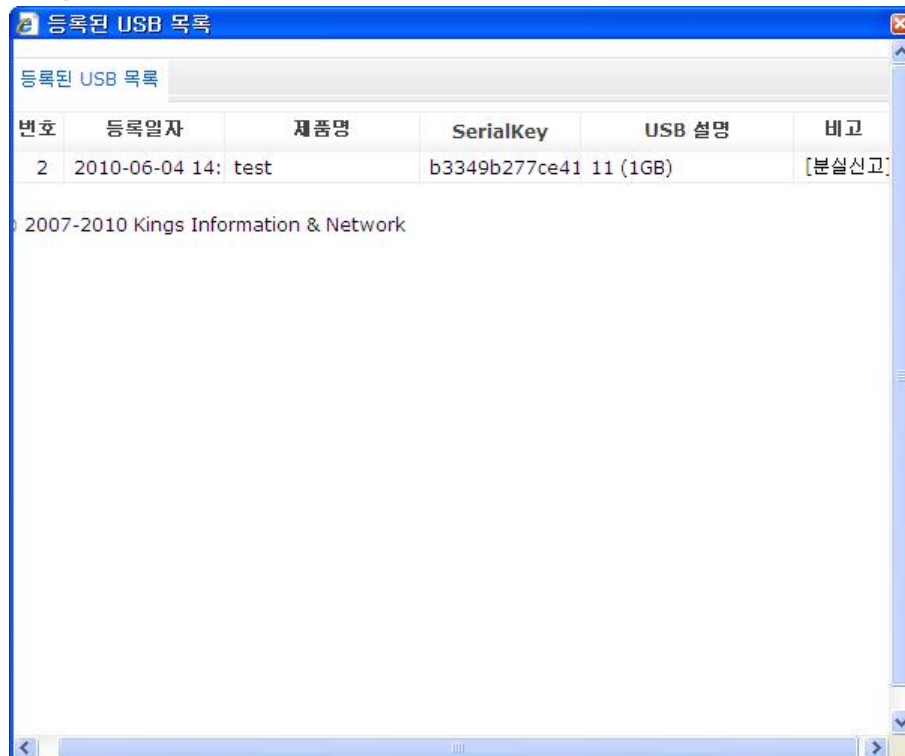 등록된 USB 목록
등록된 USB 목록
번호 등록일자 제품명 SerialKey USB 설명 비고
2 2010-06-04 14: test b3349b277ce41 11 (1GB) [분실신고]
2007-2010 Kings Information & Network